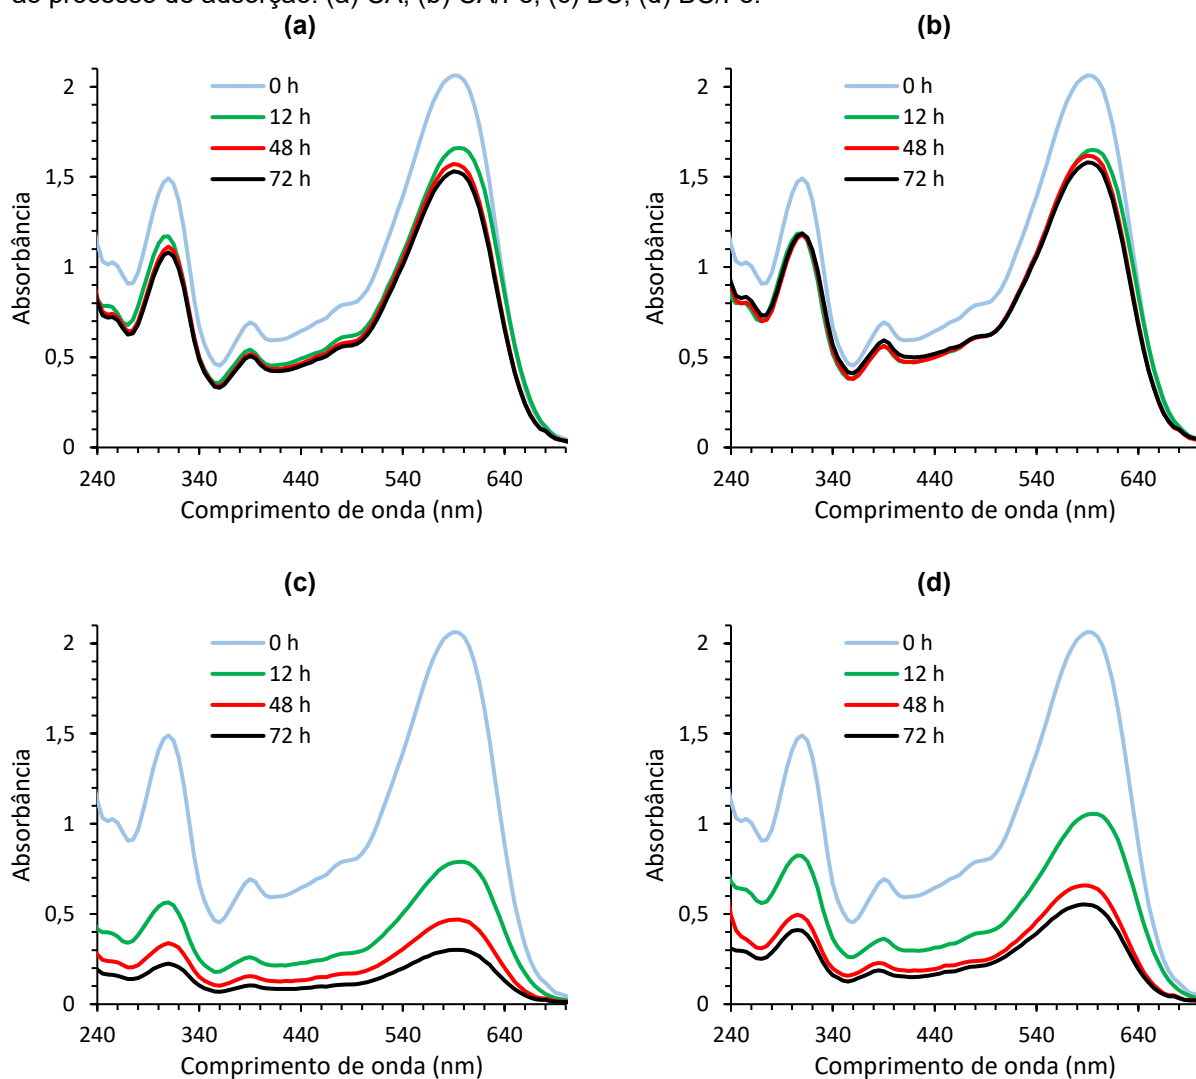 ao processo de adsorção. (a) (b) (c) (d)
(a)
2
1,5
1
0,5
0
Absorbância
0 h
12 h
48 h
72 h
240 340 440 540 640
Comprimento de onda (nm)
(b)
2
1,5
1
0,5
0
Absorbância
0 h
12 h
48 h
72 h
240 340 440 540 640
Comprimento de onda (nm)
(c)
2
1,5
1
0,5
0
Absorbância
0 h
12 h
48 h
72 h
240 340 440 540 640
Comprimento de onda (nm)
(d)
2
1,5
1
0,5
0
Absorbância
0 h
12 h
48 h
72 h
240 340 440 540 640
Comprimento de onda (nm)